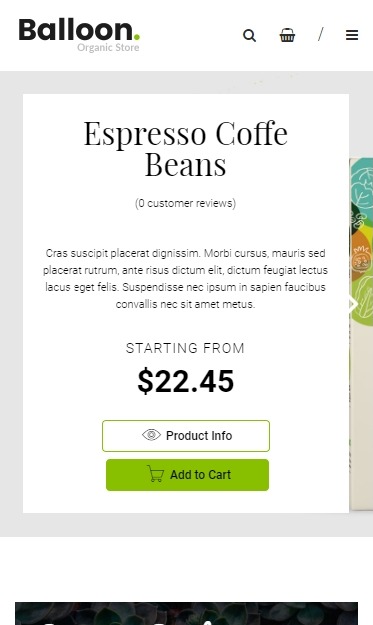 Balloon.
Organic Store
/
Espresso Coffe
Beans
(0 customer reviews)
Cras suscipit placerat dignissim. Morbi cursus, mauris sed
placerat rutrum, ante risus dictum elit, dictum feugiat lectus
lacus eget felis. Suspendisse nec ipsum in sapien faucibus
convallis nec sit amet metus.
STARTING FROM
$22.45
Product Info
Add to Cart